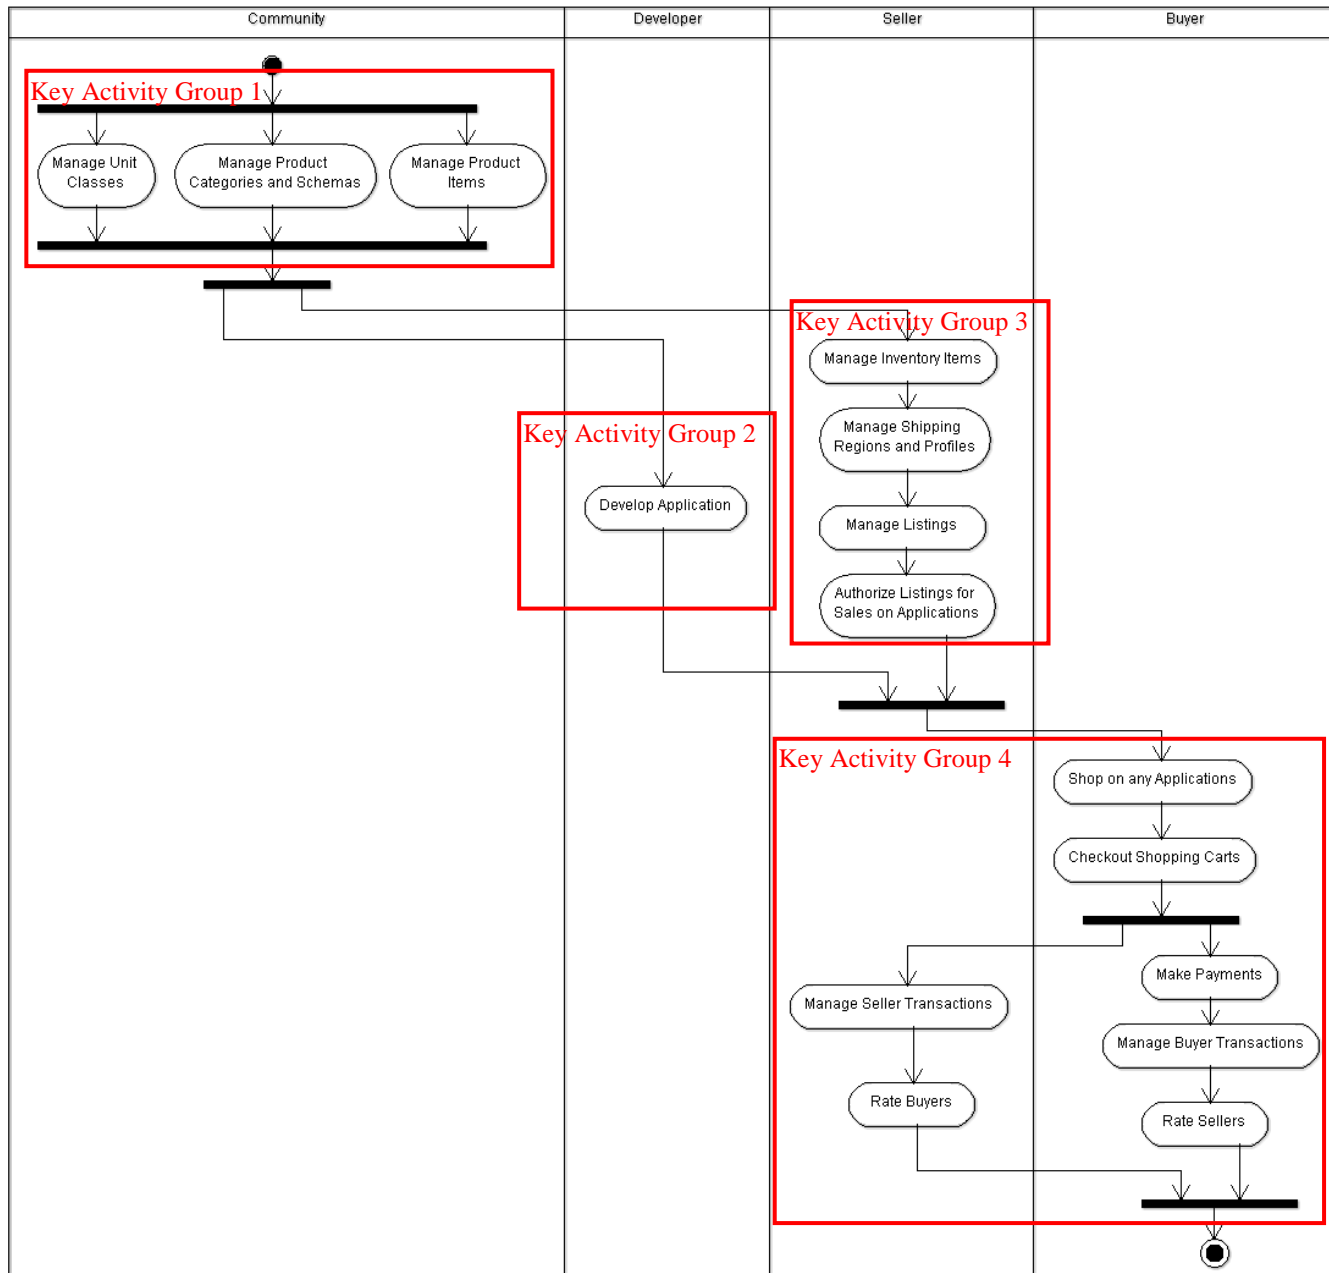 Community
Developer
Seller
Buyer
Key Activity Group 1
Manage Unit
Classes
Manage Product
Categories and Schemas
Manage Product
Items
Key Activity Group 3
Manage Inventory Items
Manage Shipping
Regions and Profiles
Key Activity Group 2
Develop Application
Manage Listings
Authorize Listings for
Sales on Applications
Key Activity Group 4
Shop on any Applications
Checkout Shopping Carts
Make Payments
Manage Seller Transactions
Manage Buyer Transactions
Rate Buyers
Rate Sellers